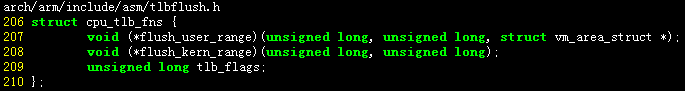 arch/arm/include/asm/tlbflush.h
206 struct cpu_tlb_fns {
207         void (*flush_user_range)(unsigned long, unsigned long, struct vm_area_struct *);
208         void (*flush_kern_range)(unsigned long, unsigned long);
209         unsigned long tlb_flags;
210 };